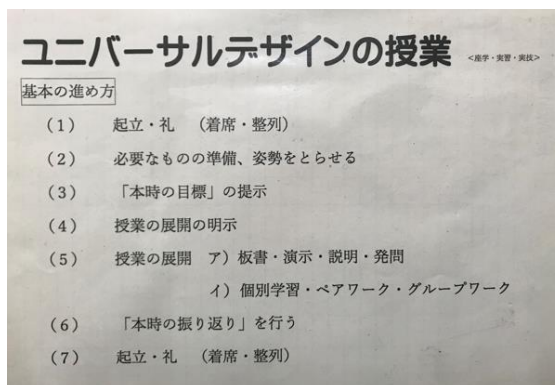 ユニバーサルデザインの授業 <座学・実習・実技>
基本の進め方
(1) 起立・礼 (着席・整列)
(2) 必要なものの準備、姿勢をとらせる
(3) 「本時の目標」の提示
(4) 授業の展開の明示
(5) 授業の展開 ア)板書・演示・説明・発問
イ)個別学習・ペアワーク・グループワーク
(6) 「本時の振り返り」を行う
(7) 起立・礼 (着席・整列)